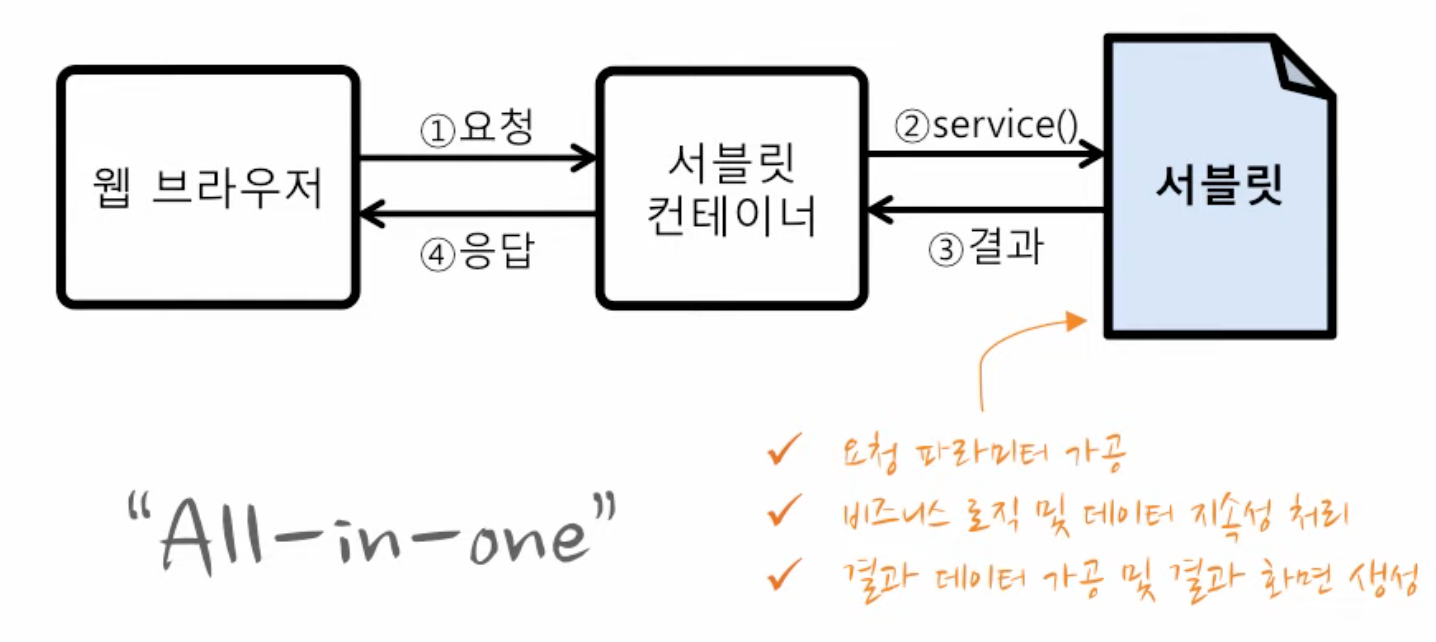 웹 브라우저
①요청
④응답
서블릿
컨테이너
②service()
③결과
서블릿
"All-in-one"
✓ 요청 파라미터 가공
✓ 비즈니스 로직 및 데이터 지속성 처리
✓ 결과 데이터 가공 및 결과 화면 생성